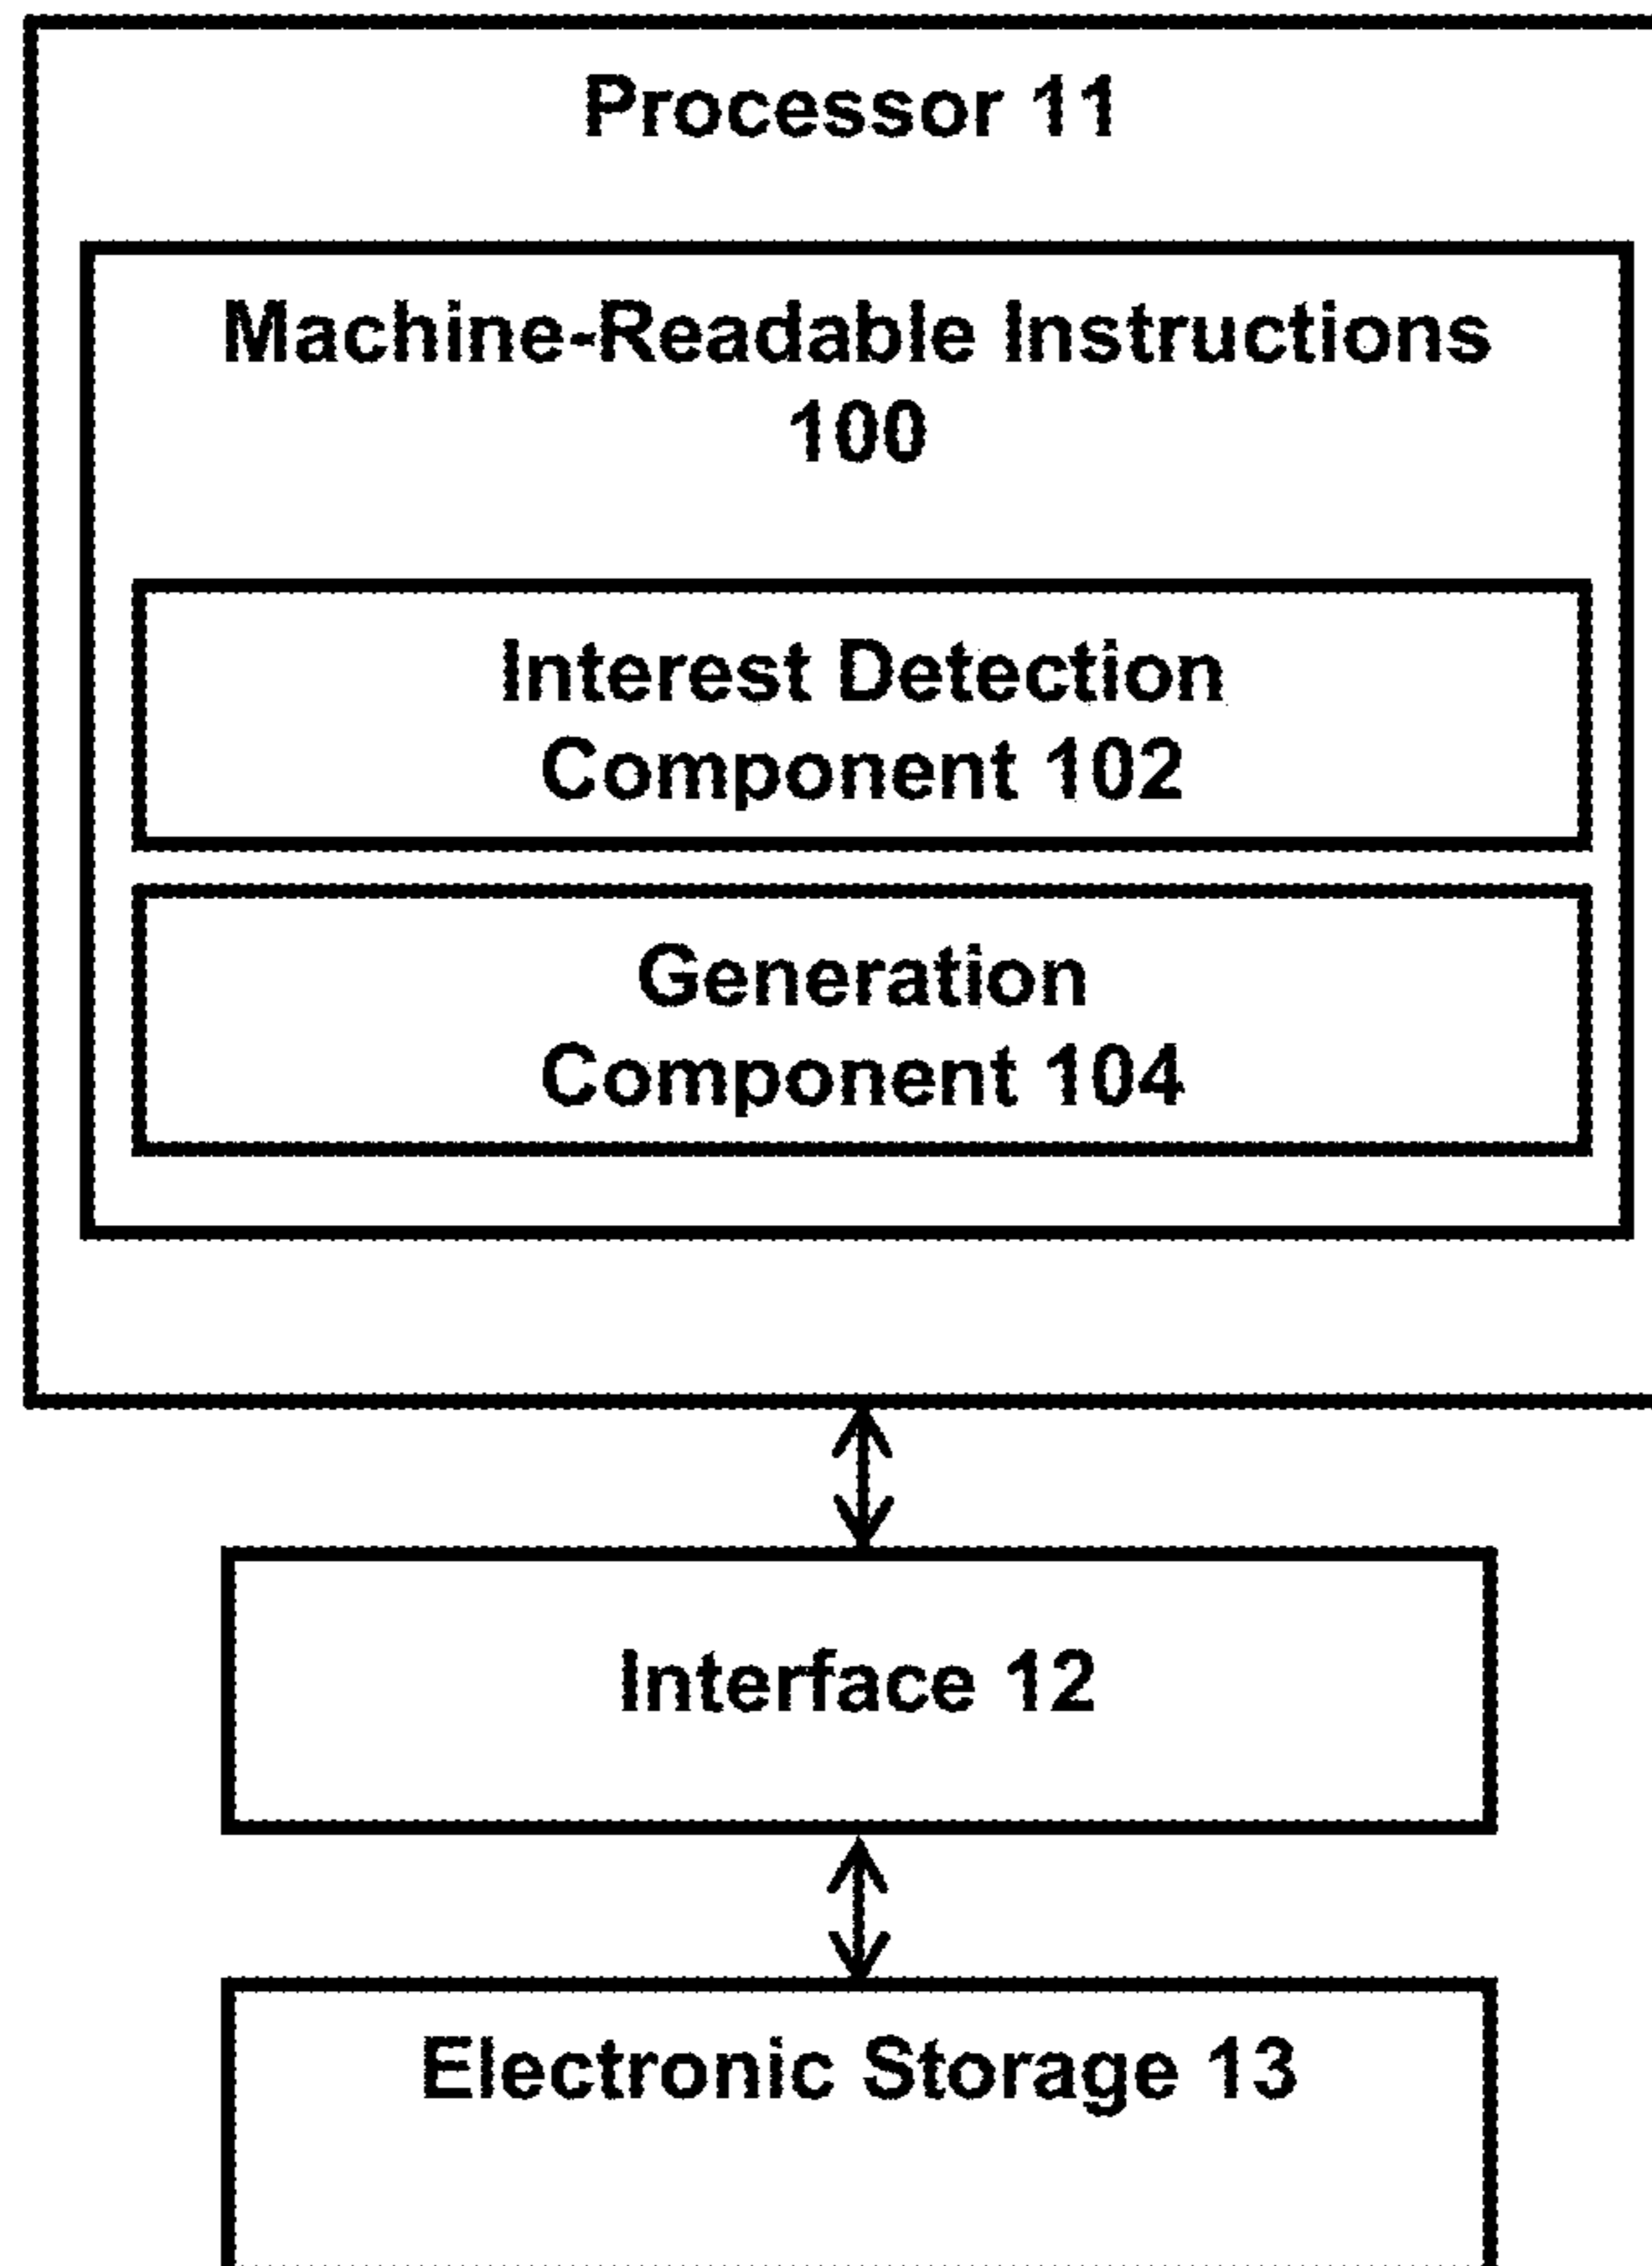 Processor 11
Machine-Readable Instructions
100
Interest Detection
Component 102
Generation
Component 104
Interface 12
Electronic Storage 13